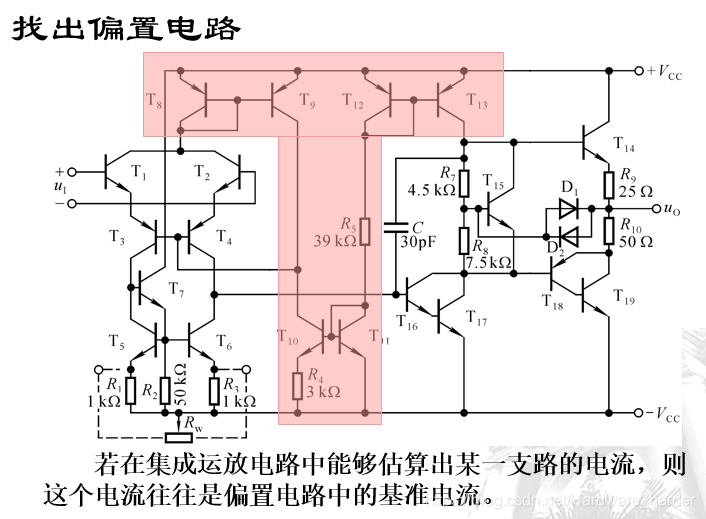 找出偏置电路
+VCC
T8
T9
T12
T13
T14
T1
T2
R7
4.5 kΩ
T15
R9
25 Ω
+
uI
−
D1
uO
T3
T4
R5
39 kΩ
C
30pF
R8
7.5kΩ
D2
R10
50 Ω
T7
T16
T17
T18
T19
T5
T6
T10
T11
R1
1 kΩ
R2
50 kΩ
R3
1 kΩ
R4
3 kΩ
RW
−VCC
若在集成运放电路中能够估算出某一支路的电流，则
这个电流往往是偏置电路中的基准电流。